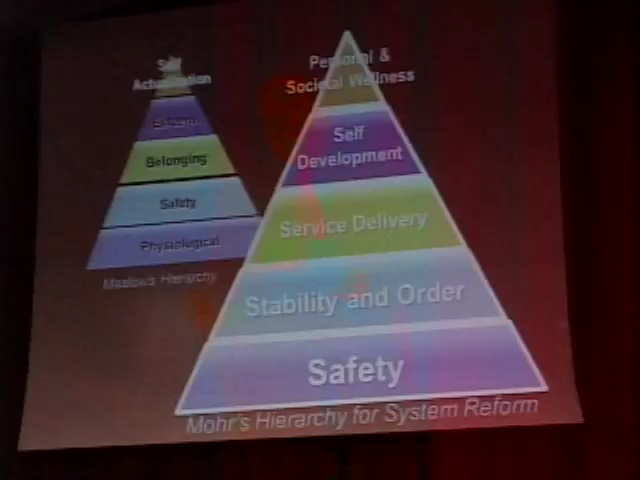 Self
Actualization
Esteem
Belonging
Safety
Physiological
Maslow's Hierarchy
Personal &
Societal Wellness
Self
Development
Service Delivery
Stability and Order
Safety
Mohr's Hierarchy for System Reform